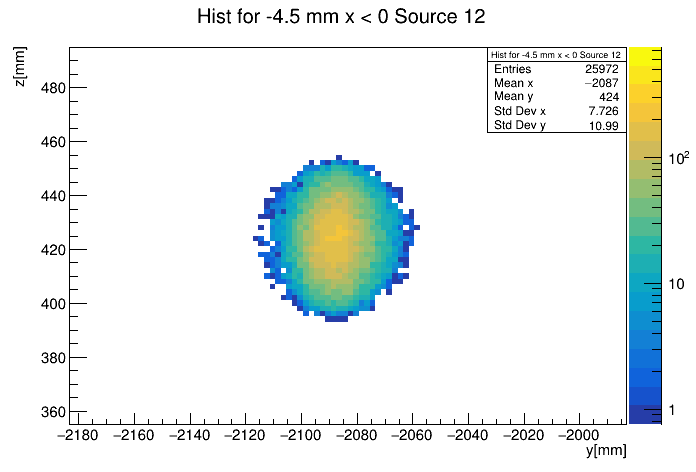 Hist for -4.5 mm x < 0 Source 12
z[mm]
Hist for -4.5 mm x < 0 Source 12
Entries 25972
Mean x −2087
Mean y 424
Std Dev x 7.726
Std Dev y 10.99
480
460
440
420
400
380
360
10²
10
1
−2180 −2160 −2140 −2120 −2100 −2080 −2060 −2040 −2020 −2000
y[mm]